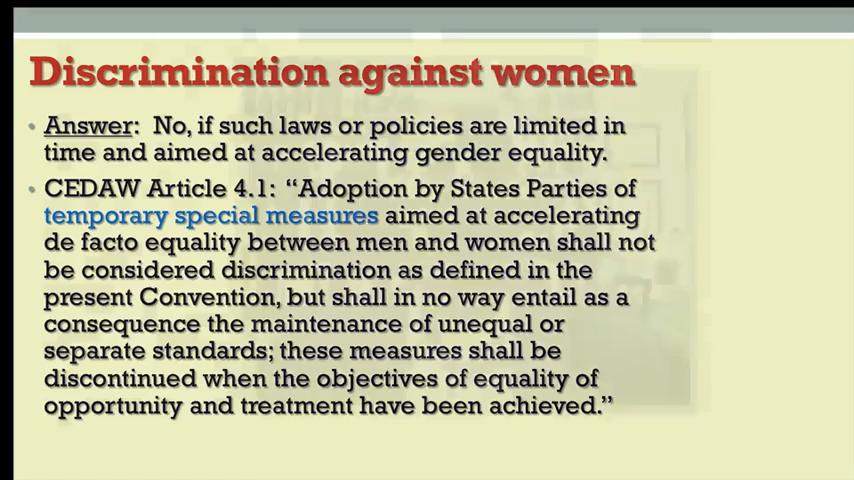 Discrimination against women
• Answer: No, if such laws or policies are limited in
time and aimed at accelerating gender equality.
• CEDAW Article 4.1: “Adoption by States Parties of
temporary special measures aimed at accelerating
de facto equality between men and women shall not
be considered discrimination as defined in the
present Convention, but shall in no way entail as a
consequence the maintenance of unequal or
separate standards; these measures shall be
discontinued when the objectives of equality of
opportunity and treatment have been achieved.”